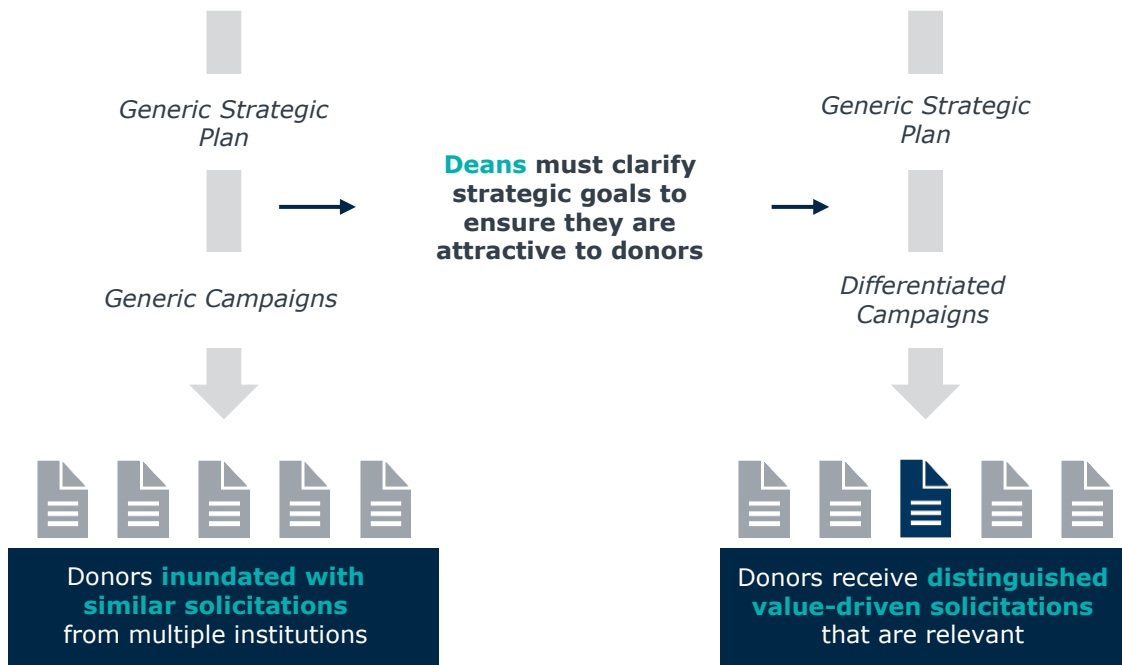 Generic Strategic
Plan
Generic Campaigns
Donors inundated with
similar solicitations
from multiple institutions
Deans must clarify
strategic goals to
ensure they are
attractive to donors
Generic Strategic
Plan
Differentiated
Campaigns
Donors receive distinguished
value-driven solicitations
that are relevant